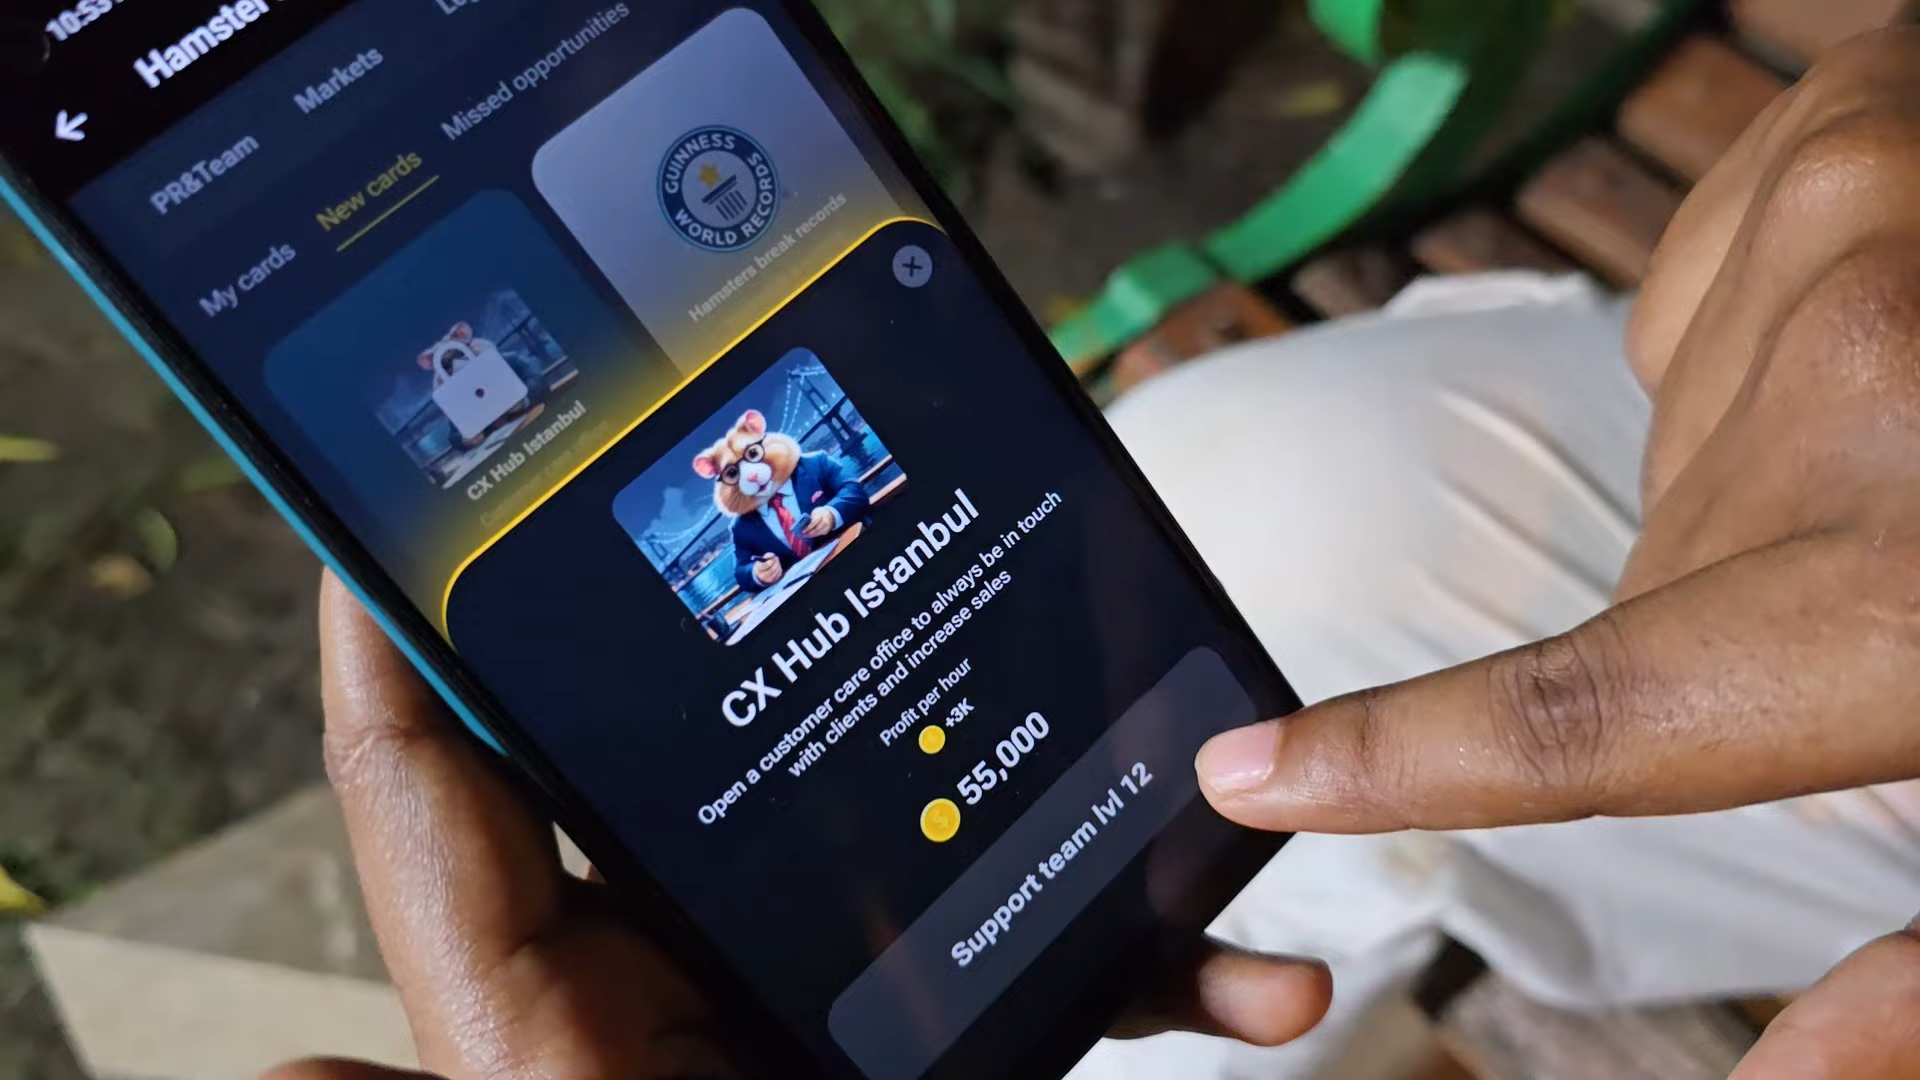 10:53
Hamster
PR&Team
Markets
My cards
New cards
Missed opportunities
CX Hub Istanbul
GUINNESS
WORLD RECORDS
Hamsters break records
CX Hub Istanbul
Open a customer care office to always be in touch
with clients and increase sales
Profit per hour
+3K
55,000
Support team lvl 12